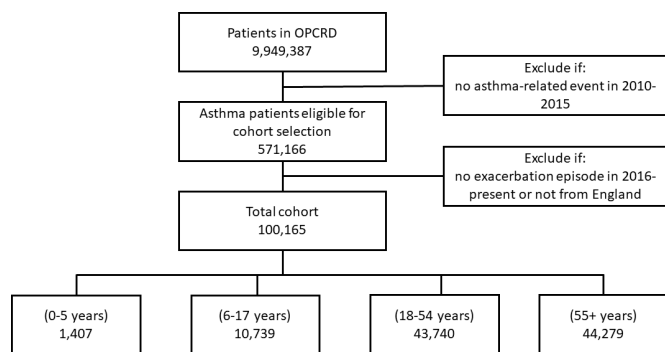 Patients in OPCRD
9,949,387
Exclude if:
no asthma-related event in 2010-
2015
Asthma patients eligible for
cohort selection
571,166
Exclude if:
no exacerbation episode in 2016-
present or not from England
Total cohort
100,165
(0-5 years)
1,407
(6-17 years)
10,739
(18-54 years)
43,740
(55+ years)
44,279